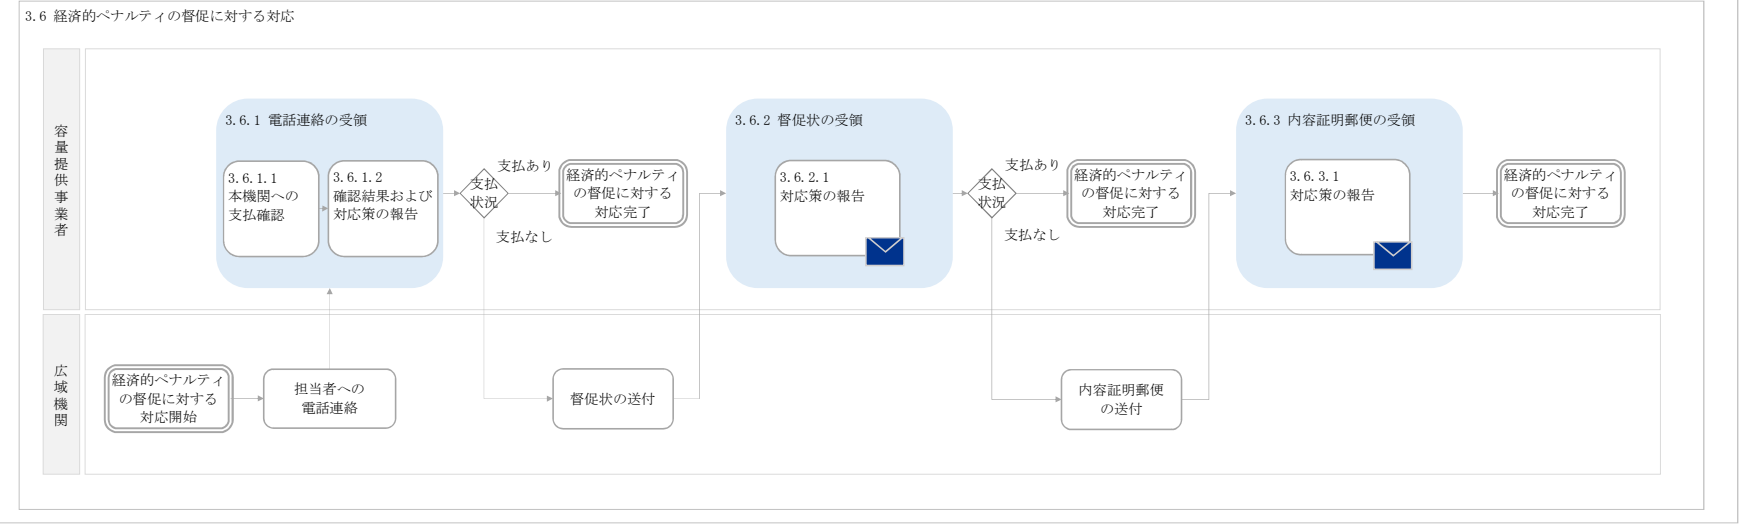 3.6 経済的ペナルティの督促に対する対応
容量提供事業者
3.6.1 電話連絡の受領
3.6.1.1
本機関への
支払確認
3.6.1.2
確認結果および
対応策の報告
支払
状況
支払あり
支払なし
経済的ペナルティ
の督促に対する
対応完了
3.6.2 督促状の受領
3.6.2.1
対応策の報告
支払
状況
支払あり
支払なし
経済的ペナルティ
の督促に対する
対応完了
3.6.3 内容証明郵便の受領
3.6.3.1
対応策の報告
経済的ペナルティ
の督促に対する
対応完了
広域機関
経済的ペナルティ
の督促に対する
対応開始
担当者への
電話連絡
督促状の送付
内容証明郵便
の送付